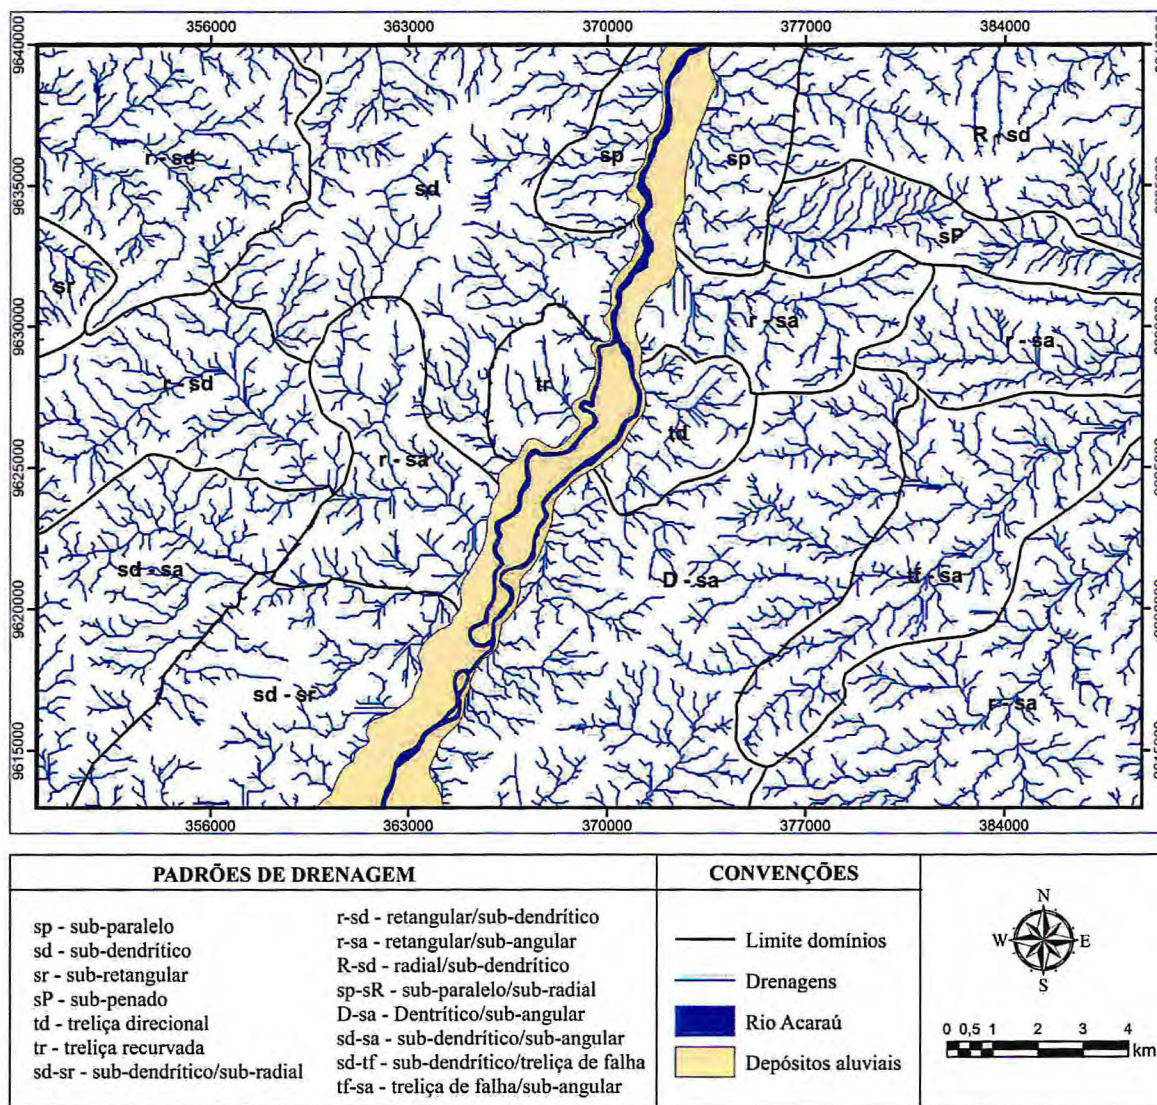 356000 363000 370000 377000 384000
9640000
R - sd
r - sd
sp
sp
sd
9635000
sP
sr
9630000
r - sa
r - sa
r - sd
tr
td
r - sa
9625000
sd - sa
D - sa
tf - sa
9620000
sd - sr
r - sa
9615000
356000 363000 370000 377000 384000
PADRÕES DE DRENAGEM
sp - sub-paralelo
sd - sub-dendrítico
sr - sub-retangular
sP - sub-penado
td - treliça direcional
tr - treliça recurvada
sd-sr - sub-dendrítico/sub-radial
r-sd - retangular/sub-dendrítico
r-sa - retangular/sub-angular
R-sd - radial/sub-dendrítico
sp-sR - sub-paralelo/sub-radial
D-sa - Dentrítico/sub-angular
sd-sa - sub-dendrítico/sub-angular
sd-tf - sub-dendrítico/treliça de falha
tf-sa - treliça de falha/sub-angular
CONVENÇÕES
Limite domínios
Drenagens
Rio Acaraú
Depósitos aluviais
N
W E
S
0 0,5 1 2 3 4
km